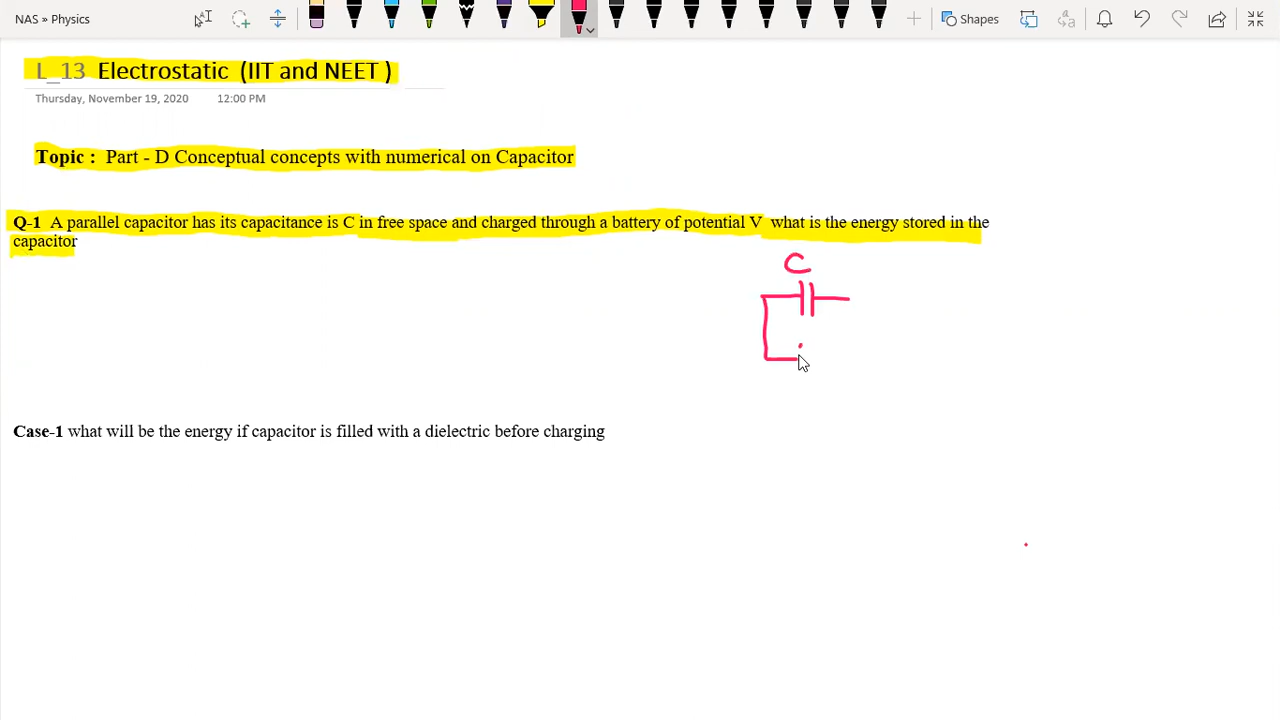 NAS » Physics
Shapes
L_13 Electrostatic (IIT and NEET )
Thursday, November 19, 2020 12:00 PM
Topic : Part - D Conceptual concepts with numerical on Capacitor
Q-1 A parallel capacitor has its capacitance is C in free space and charged through a battery of potential V what is the energy stored in the
capacitor
C
Case-1 what will be the energy if capacitor is filled with a dielectric before charging